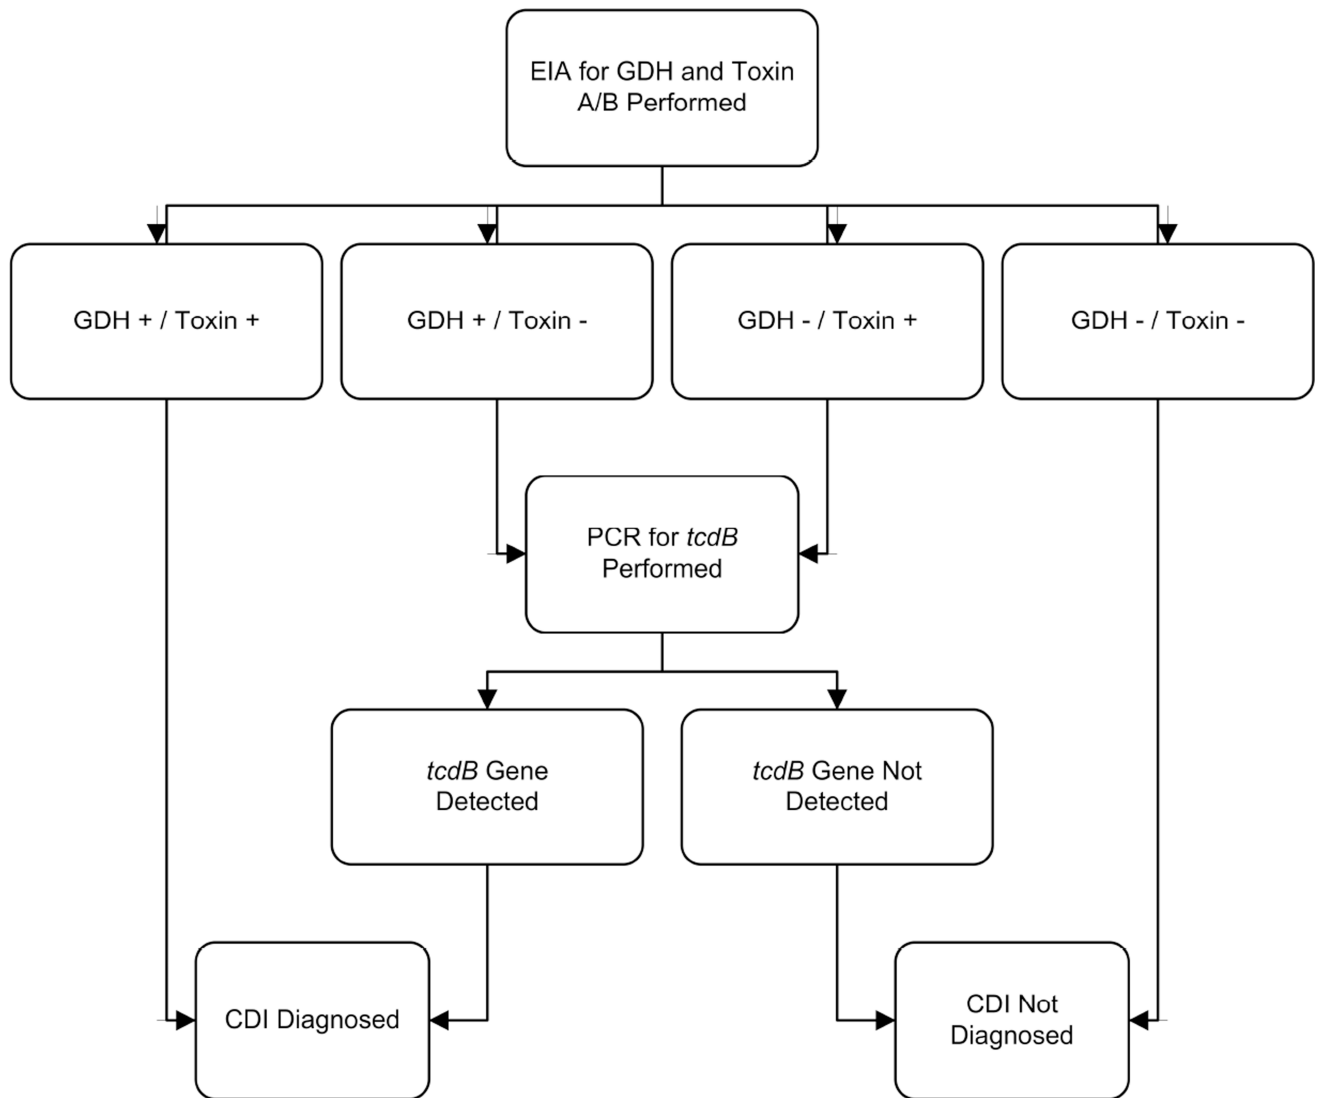 EIA for GDH and Toxin
A/B Performed
GDH + / Toxin +
GDH + / Toxin -
GDH - / Toxin +
GDH - / Toxin -
PCR for tcdB
Performed
tcdB Gene
Detected
tcdB Gene Not
Detected
CDI Diagnosed
CDI Not
Diagnosed